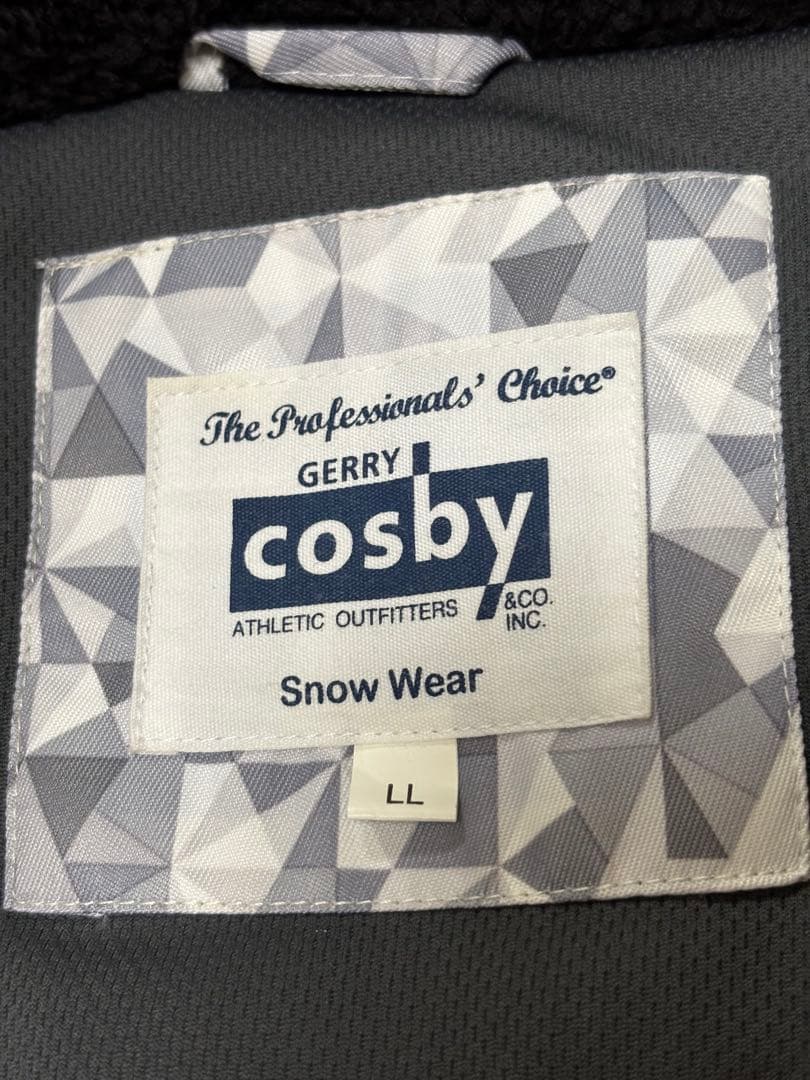 The Professionals' Choice®
GERRY
cosby
ATHLETIC OUTFITTERS &CO.
INC.
Snow Wear
LL